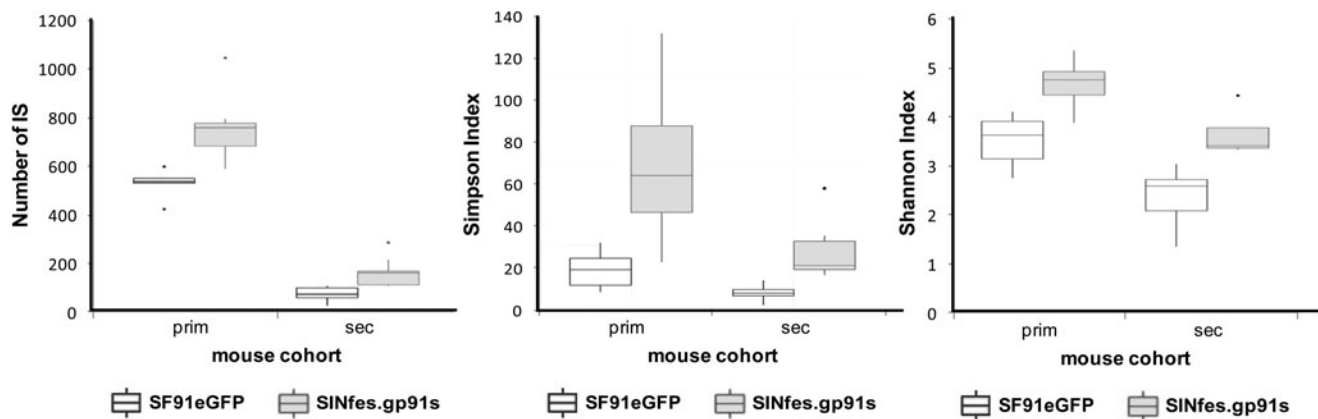 Number of IS
1200
1000
800
600
400
200
0
prim sec
mouse cohort
SF91eGFP SINfes.gp91s
Simpson Index
140
120
100
80
60
40
20
0
prim sec
mouse cohort
SF91eGFP SINfes.gp91s
Shannon Index
6
5
4
3
2
1
0
prim sec
mouse cohort
SF91eGFP SINfes.gp91s